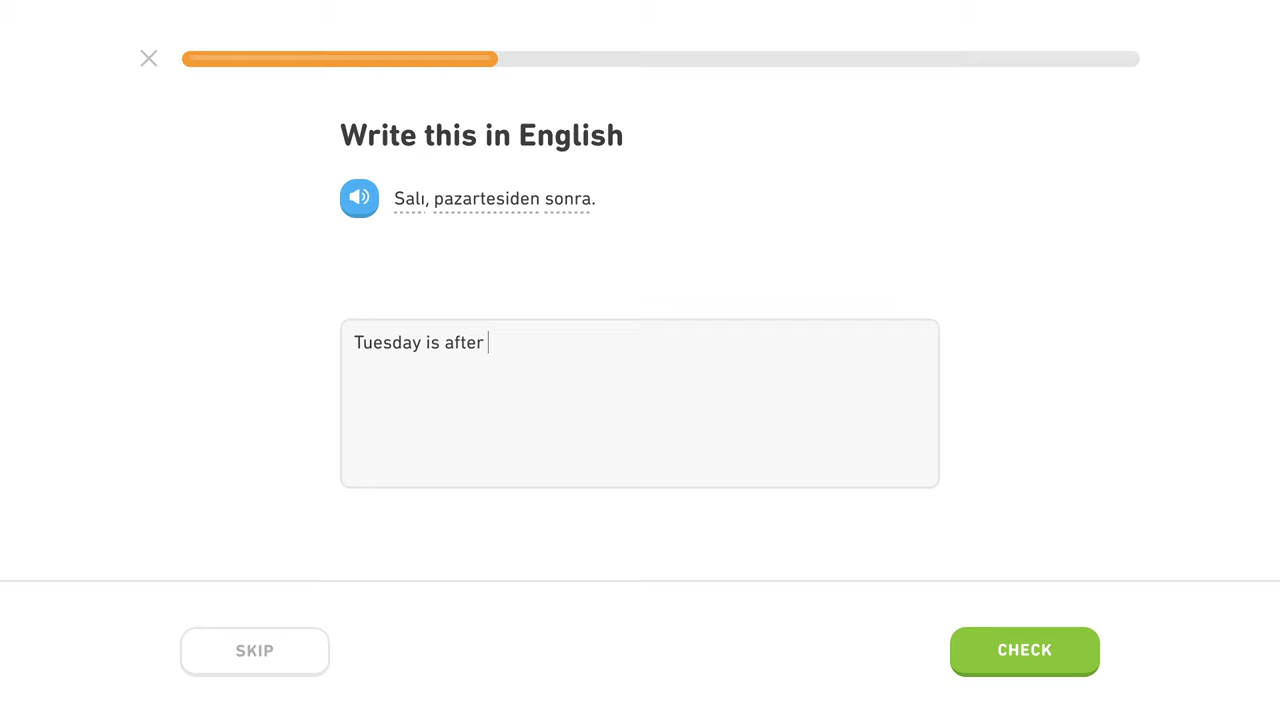 Write this in English
Salı, pazartesiden sonra.
Tuesday is after
SKIP
CHECK